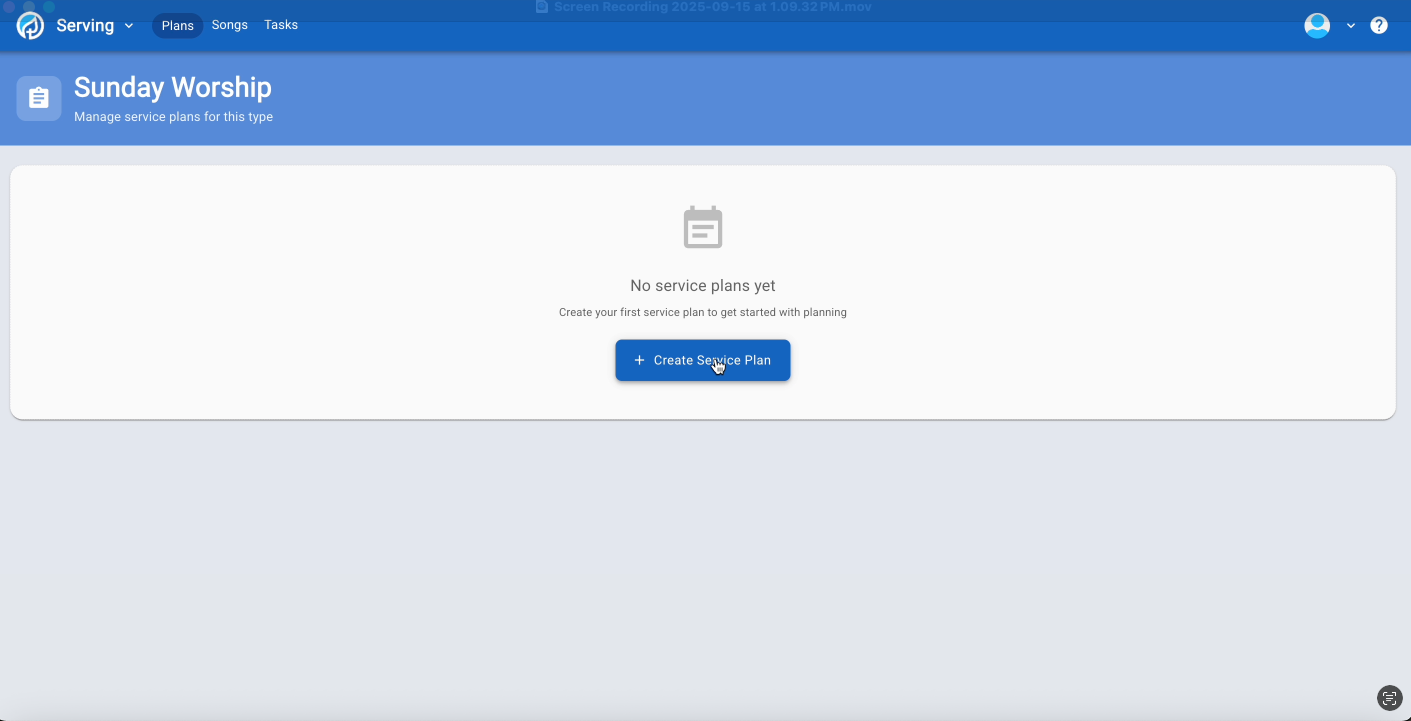 Screen Recording 2025-09-15 at 1.09.32 PM.mov
Serving Plans Songs Tasks
Sunday Worship
Manage service plans for this type
No service plans yet
Create your first service plan to get started with planning
+ Create Service Plan